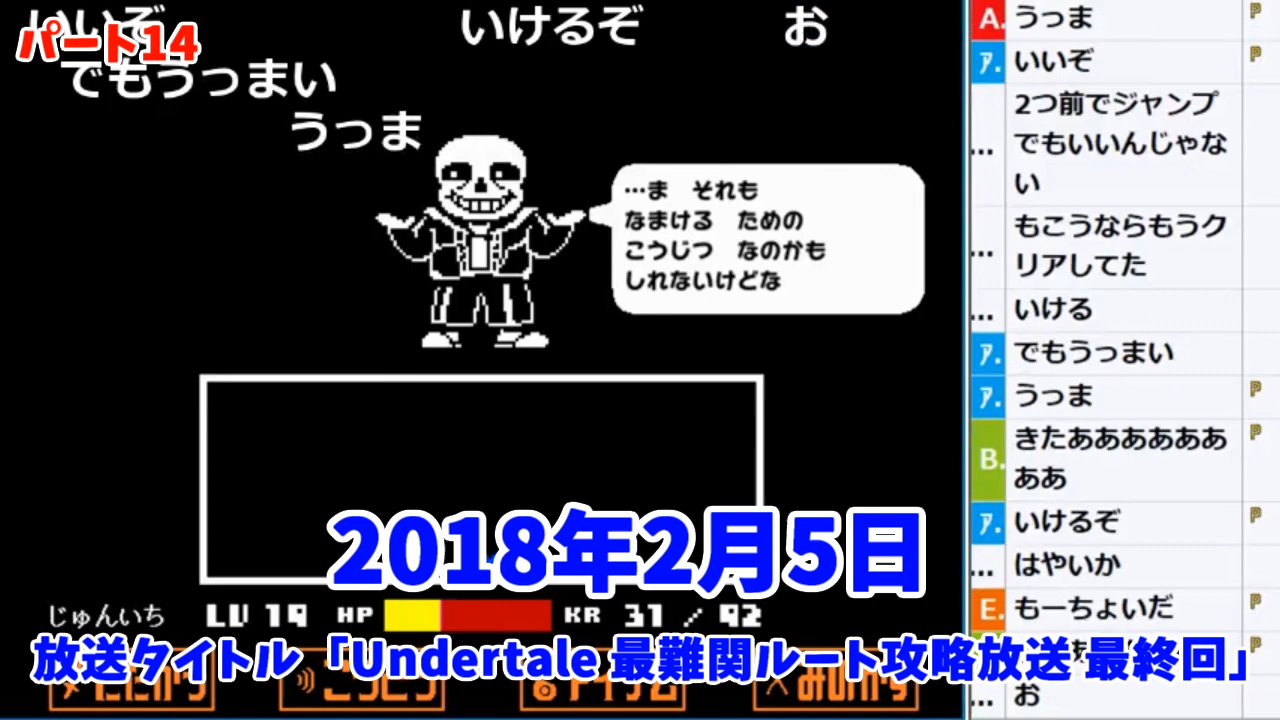 いいぞ
いけるぞ
お
パート14
でもうっまい
うっま
…ま それも
なまける ための
こうじつ なのかも
しれないけどな
2018年2月5日
じゅんいち LV 19 HP KR 37 / 92
放送タイトル 「Undertale 最難関ルート攻略放送 最終回」
A. うっま P
ア. いいぞ P
2つ前でジャンプ
... でもいいんじゃな
い
もこうならもうク
... リアしてた
... いける
ア. でもうっまい
ア. うっま P
きたああああああ P
B.
ああ
ア. いけるぞ P
... はやいか
E. もーちょいだ P
... お